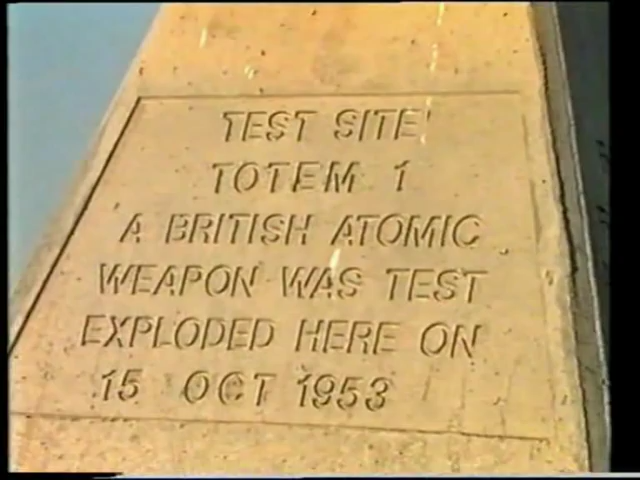 TEST SITE
TOTEM 1
A BRITISH ATOMIC
WEAPON WAS TEST
EXPLODED HERE ON
15 OCT 1953